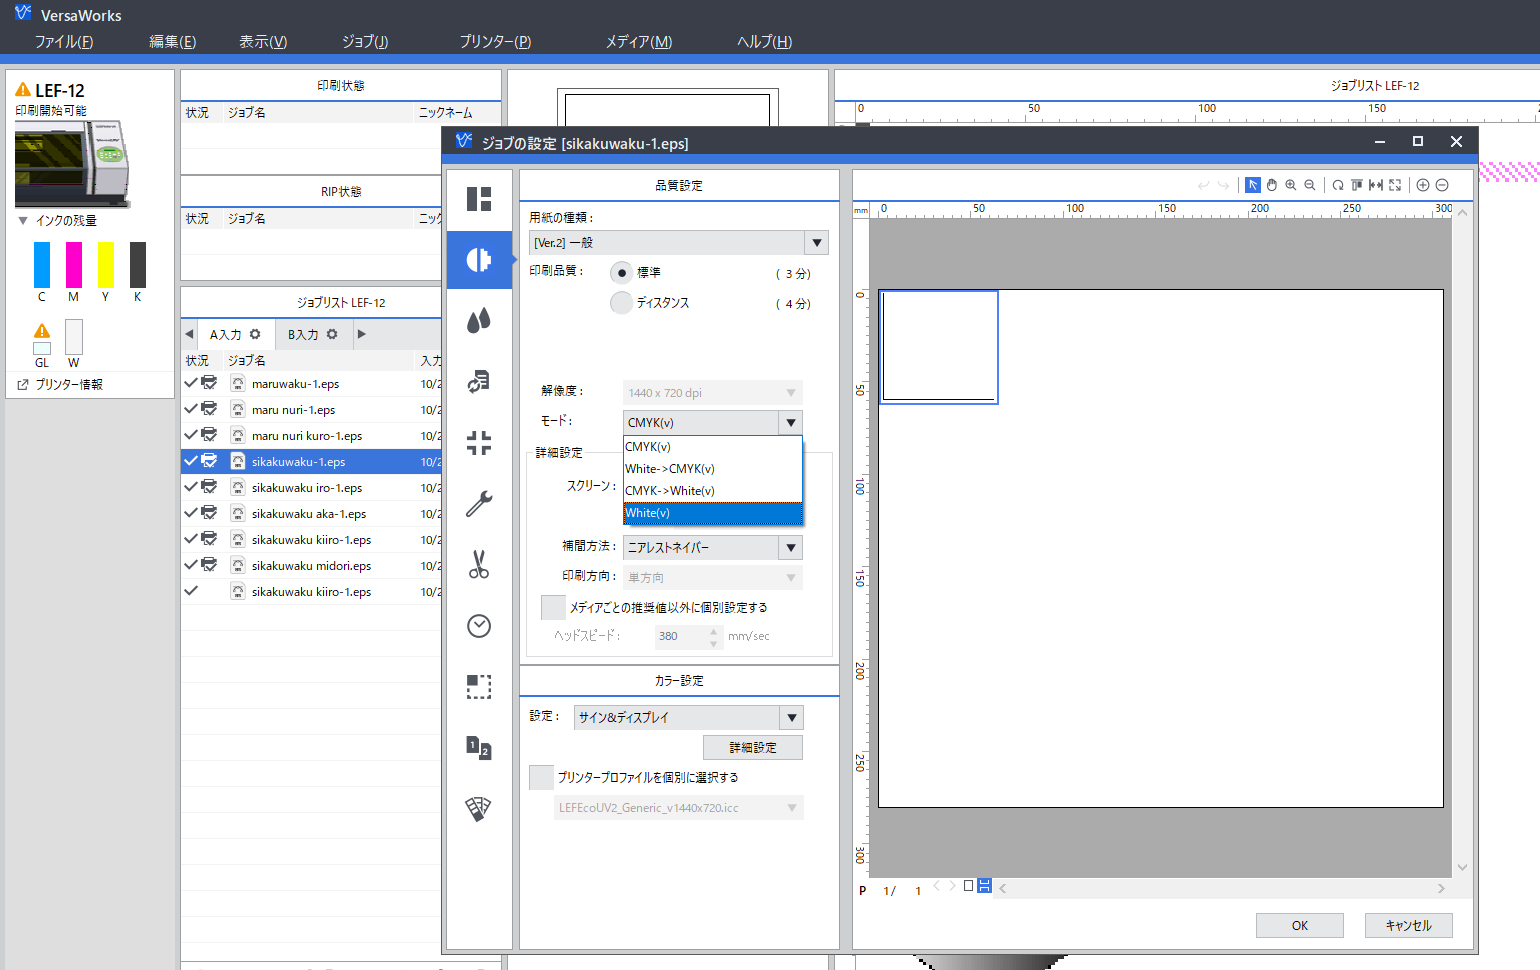 VersaWorks
ファイル(F) 編集(E) 表示(V) ジョブ(J) プリンター(P) メディア(M) ヘルプ(H)
LEF-12
印刷開始可能
インクの残量
C M Y K
GL W
プリンター情報
印刷状態
状況 ジョブ名 ニックネーム
RIP状態
状況 ジョブ名
ジョブリスト LEF-12
A入力 B入力
状況 ジョブ名 入力
maruwaku-1.eps 10/2
maru nuri-1.eps 10/2
maru nuri kuro-1.eps 10/2
sikakuwaku-1.eps 10/2
sikakuwaku iro-1.eps 10/2
sikakuwaku aka-1.eps 10/2
sikakuwaku kiiro-1.eps 10/2
sikakuwaku midori.eps 10/2
sikakuwaku kiiro-1.eps 10/2
ジョブリスト LEF-12
0 50 100 150
ジョブの設定 [sikakuwaku-1.eps]
品質設定
用紙の種類：
[Ver.2] 一般
印刷品質： 標準 ( 3 分)
ディスタンス ( 4 分)
解像度： 1440 x 720 dpi
モード： CMYK(v)
CMYK(v)
White->CMYK(v)
CMYK->White(v)
White(v)
詳細設定
スクリーン：
補間方法： ニアレストネイバー
印刷方向： 単方向
メディアごとの推奨値以外に個別設定する
ヘッドスピード： 380 mm/sec
カラー設定
設定： サイン&ディスプレイ
詳細設定
プリンタープロファイルを個別に選択する
LEFEcoUV2_Generic_v1440x720.icc
mm 0 50 100 150 200 250 300
0
50
100
150
200
250
300
P 1/ 1
OK キャンセル